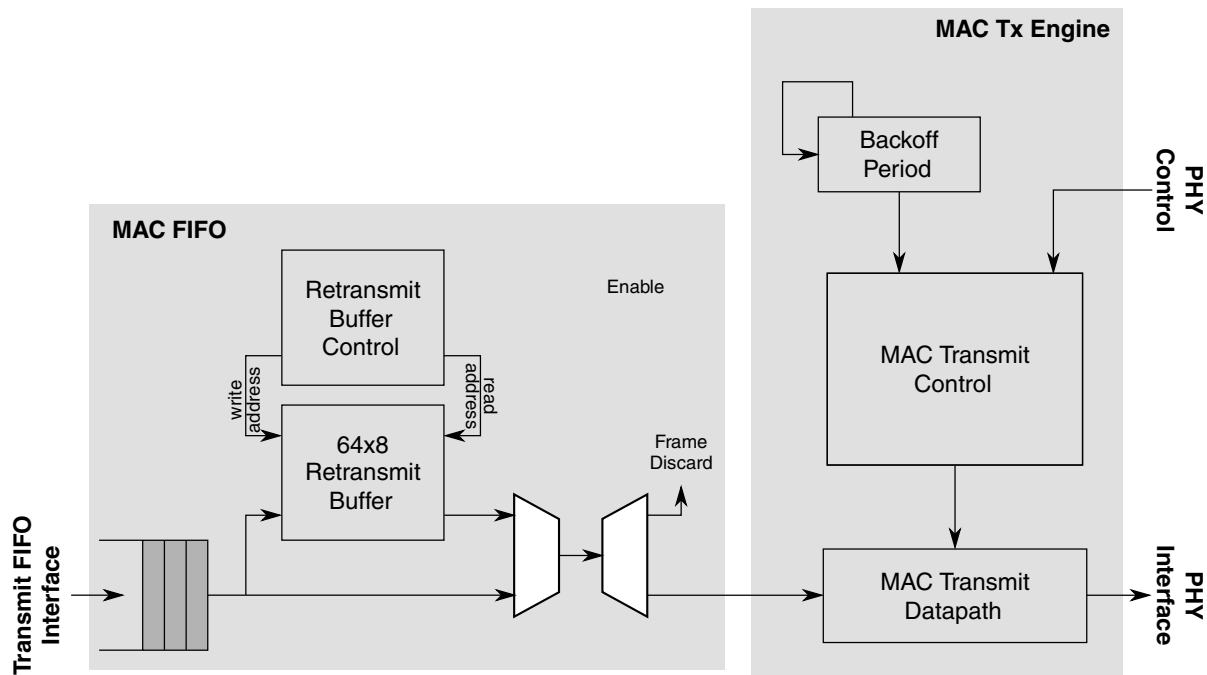 MAC Tx Engine
Backoff
Period
PHY
Control
MAC FIFO
Retransmit
Buffer
Control
Enable
MAC Transmit
Control
write
address
read
address
64x8
Retransmit
Buffer
Frame
Discard
Transmit FIFO
Interface
MAC Transmit
Datapath
PHY
Interface